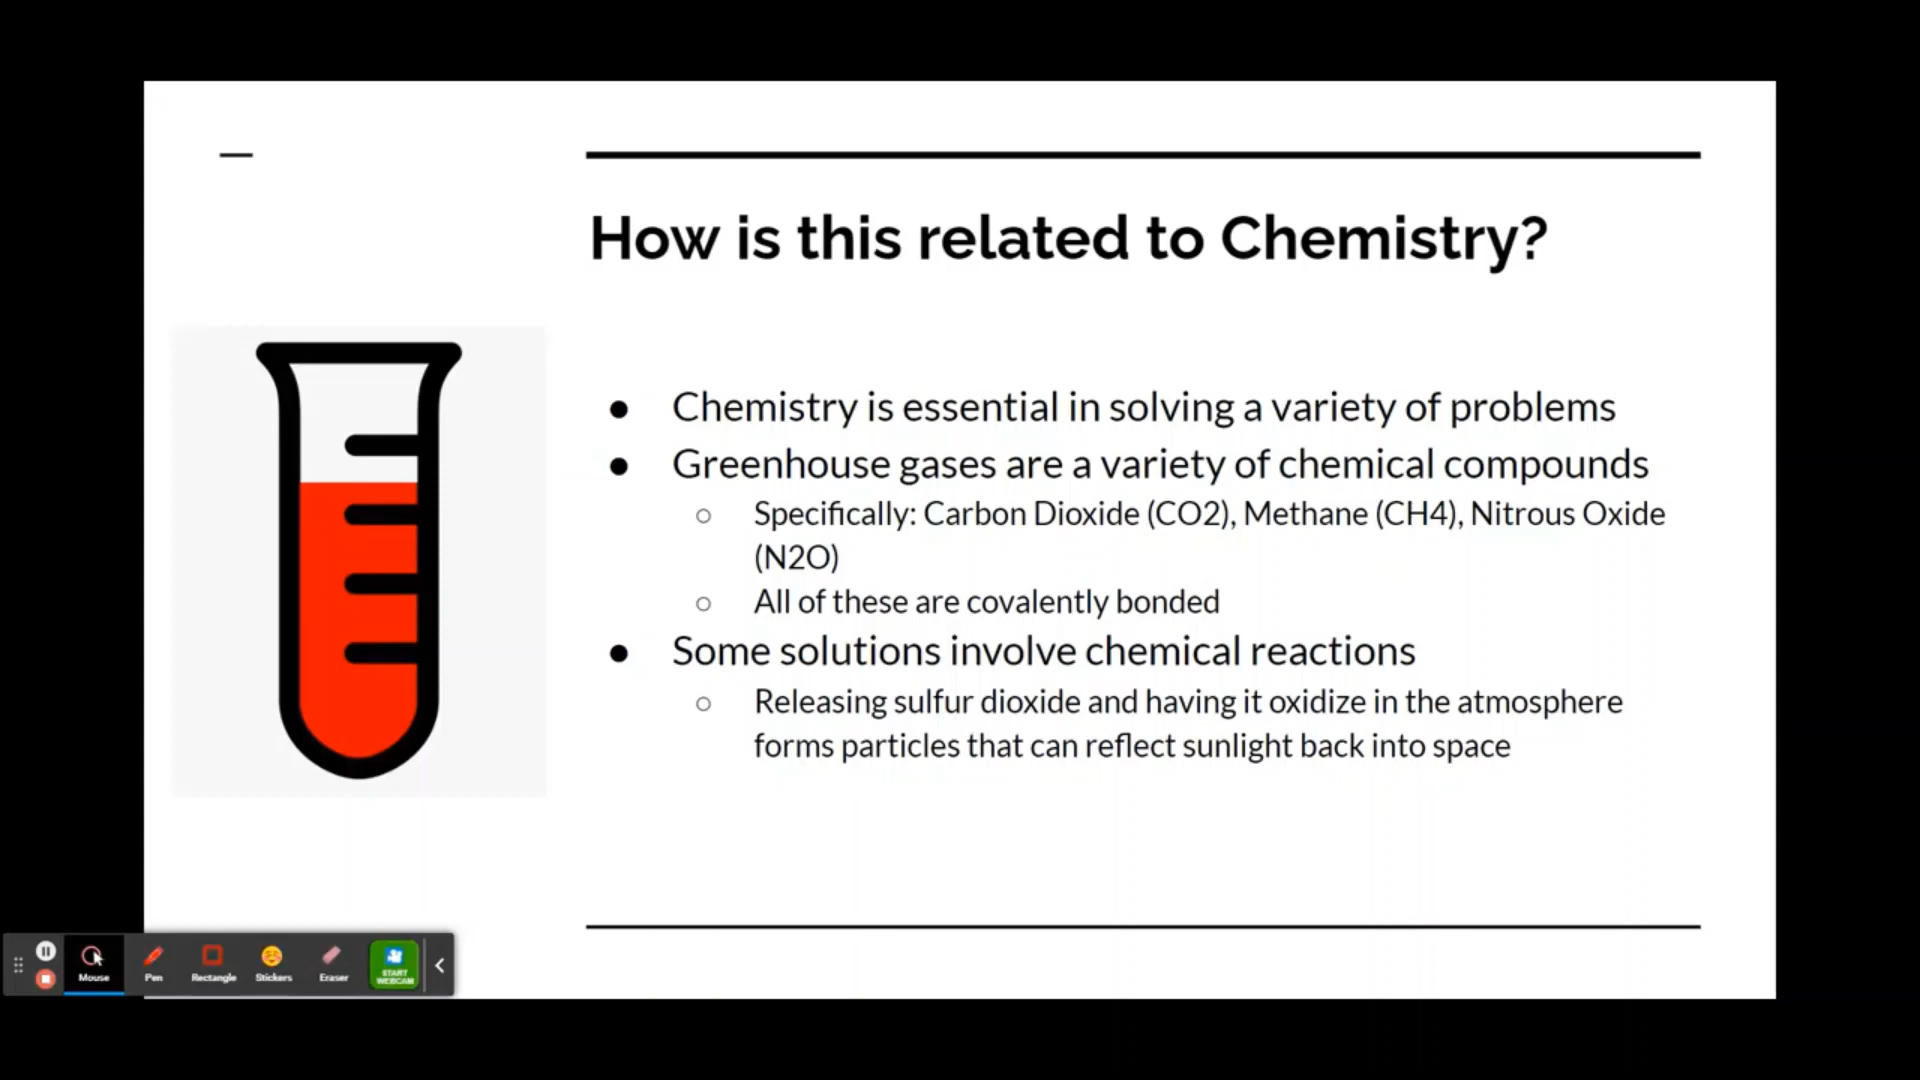 How is this related to Chemistry?
● Chemistry is essential in solving a variety of problems
● Greenhouse gases are a variety of chemical compounds
○ Specifically: Carbon Dioxide (CO2), Methane (CH4), Nitrous Oxide
(N2O)
○ All of these are covalently bonded
● Some solutions involve chemical reactions
○ Releasing sulfur dioxide and having it oxidize in the atmosphere
forms particles that can reflect sunlight back into space
Mouse Pen Rectangle Stickers Eraser START
WEBCAM